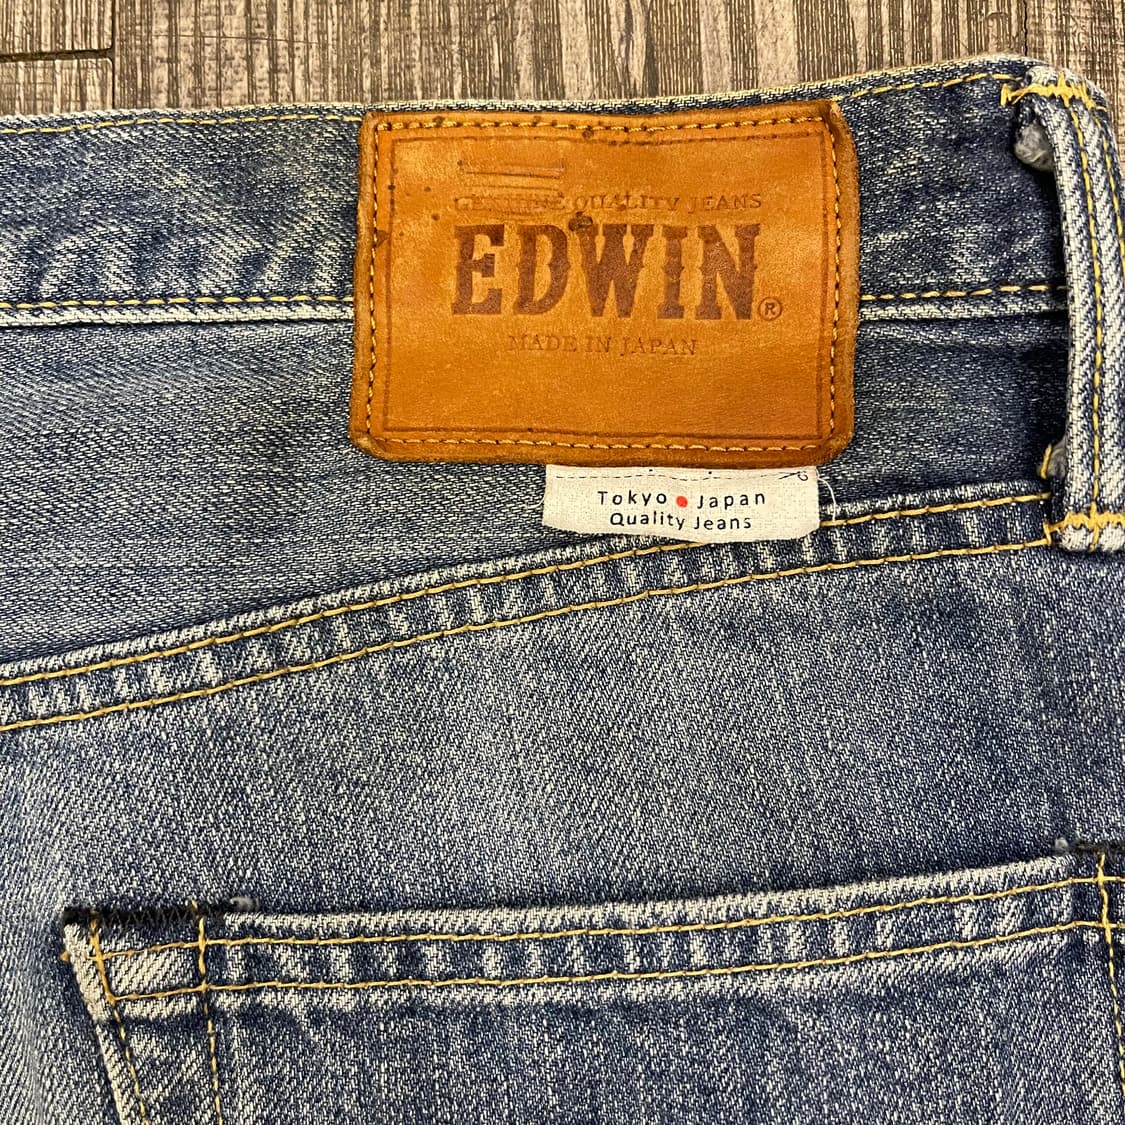 GENUINE QUALITY JEANS
EDWIN®
MADE IN JAPAN
Tokyo • Japan
Quality Jeans